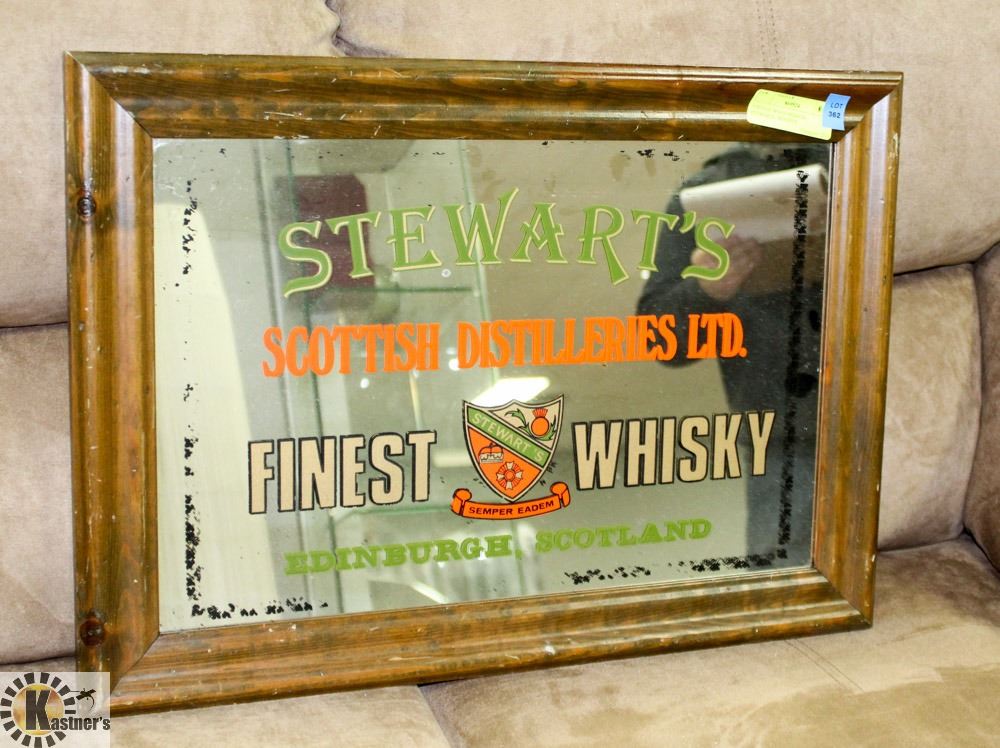 LOT
362
STEWART'S
SCOTTISH DISTILLERIES LTD.
FINEST WHISKY
STEWART'S
SEMPER EADEM
EDINBURGH, SCOTLAND
K
KASTNER'S